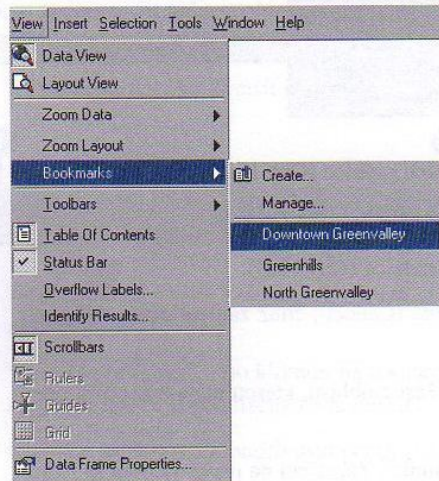 View Insert Selection Tools Window Help
Data View
Layout View
Zoom Data
Zoom Layout
Bookmarks
Toolbars
Table Of Contents
Status Bar
Overflow Labels...
Identify Results...
Scrollbars
Rulers
Guides
Grid
Data Frame Properties...
Create...
Manage...
Downtown Greenvalley
Greenhills
North Greenvalley